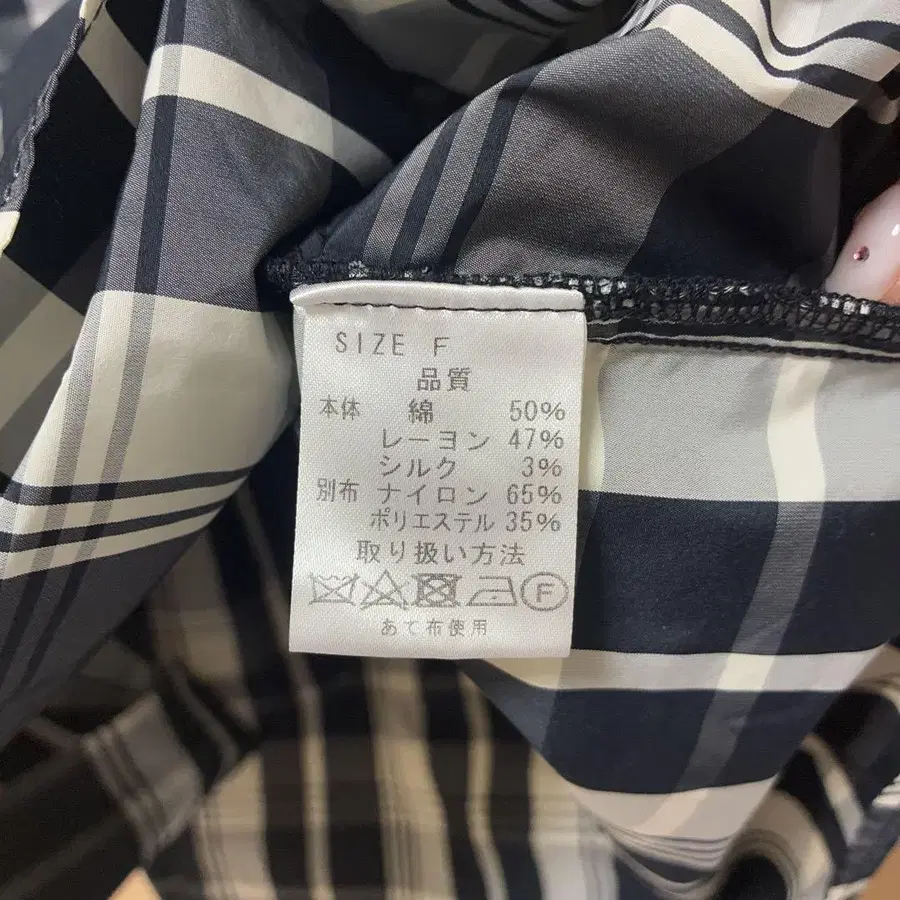 SIZE F
品質
本体 綿 50%
レーヨン 47%
シルク 3%
別布 ナイロン 65%
ポリエステル 35%
取り扱い方法
F
あて布使用